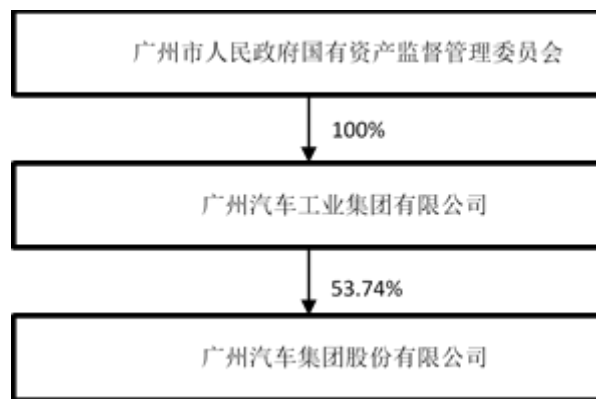 广州市人民政府国有资产监督管理委员会
100%
广州汽车工业集团有限公司
53.74%
广州汽车集团股份有限公司